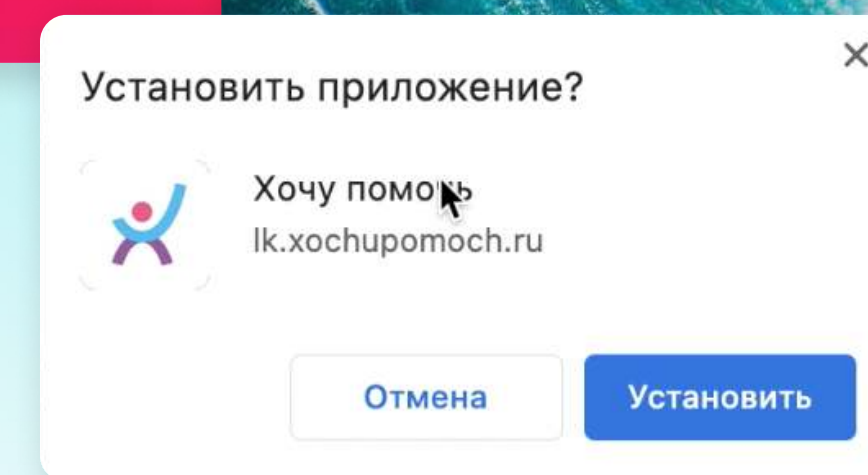 Установить приложение?
Хочу помочь
lk.xochupomoch.ru
Отмена
Установить